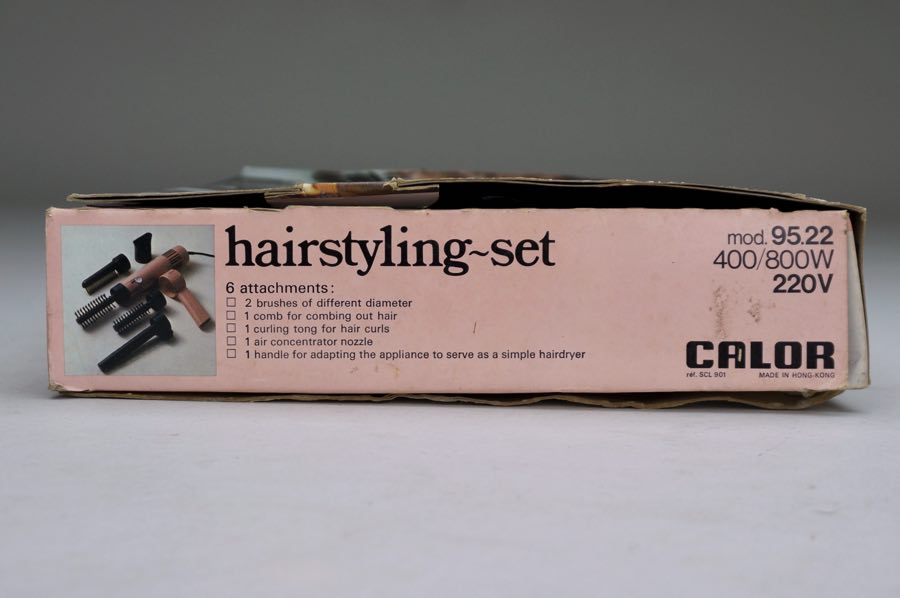 hairstyling~set
6 attachments:
☐ 2 brushes of different diameter
☐ 1 comb for combing out hair
☐ 1 curling tong for hair curls
☐ 1 air concentrator nozzle
☐ 1 handle for adapting the appliance to serve as a simple hairdryer
mod. 95.22
400/800W
220V
CALOR
réf. SCL 901 MADE IN HONG-KONG